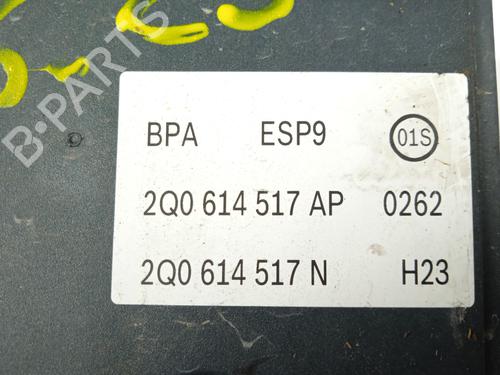 B-PARTS
BPA ESP9 01S
2Q0 614 517 AP 0262
2Q0 614 517 N H23